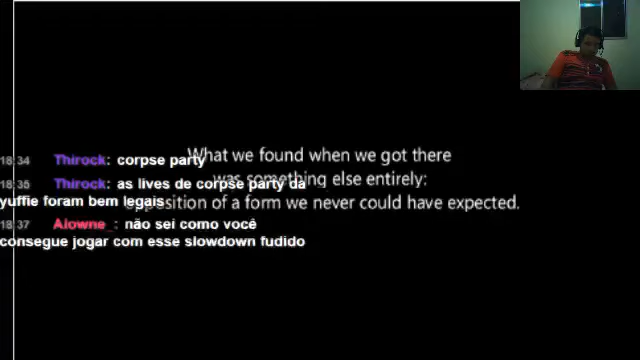 What we found when we got there
18:34 Thirock: corpse party
was something else entirely:
18:35 Thirock: as lives de corpse party da
yuffie foram bem legais
opposition of a form we never could have expected.
18:37 Alowne_: não sei como você
consegue jogar com esse slowdown fudido